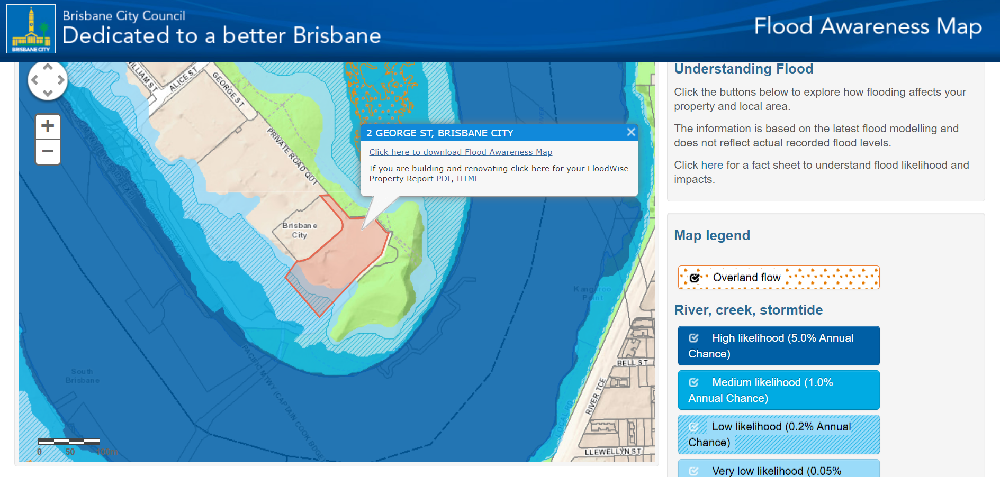 Brisbane City Council
Dedicated to a better Brisbane
BRISBANE CITY
Flood Awareness Map
WILLIAM ST
ALICE ST
GEORGE ST
PRIVATE ROAD QUT
2 GEORGE ST, BRISBANE CITY
Click here to download Flood Awareness Map
If you are building and renovating click here for your FloodWise
Property Report PDF, HTML
Brisbane
City
Kangaroo
Point
South
Brisbane
PACIFIC MTWY (CAPTAIN COOK BDGE)
BELL ST
RIVER TCE
LOCAL RD
LLEWELLYN ST
0 50 100m
Understanding Flood
Click the buttons below to explore how flooding affects your
property and local area.
The information is based on the latest flood modelling and
does not reflect actual recorded flood levels.
Click here for a fact sheet to understand flood likelihood and
impacts.
Map legend
Overland flow
River, creek, stormtide
High likelihood (5.0% Annual
Chance)
Medium likelihood (1.0%
Annual Chance)
Low likelihood (0.2% Annual
Chance)
Very low likelihood (0.05%